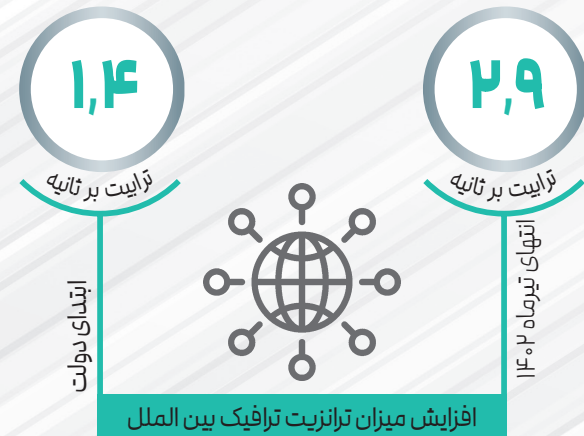 ۲,۹
ترابیت بر ثانیه
انتهای تیرماه ۱۴۰۲
۱,۴
ترابیت بر ثانیه
ابتدای دولت
افزایش میزان ترانزیت ترافیک بین الملل